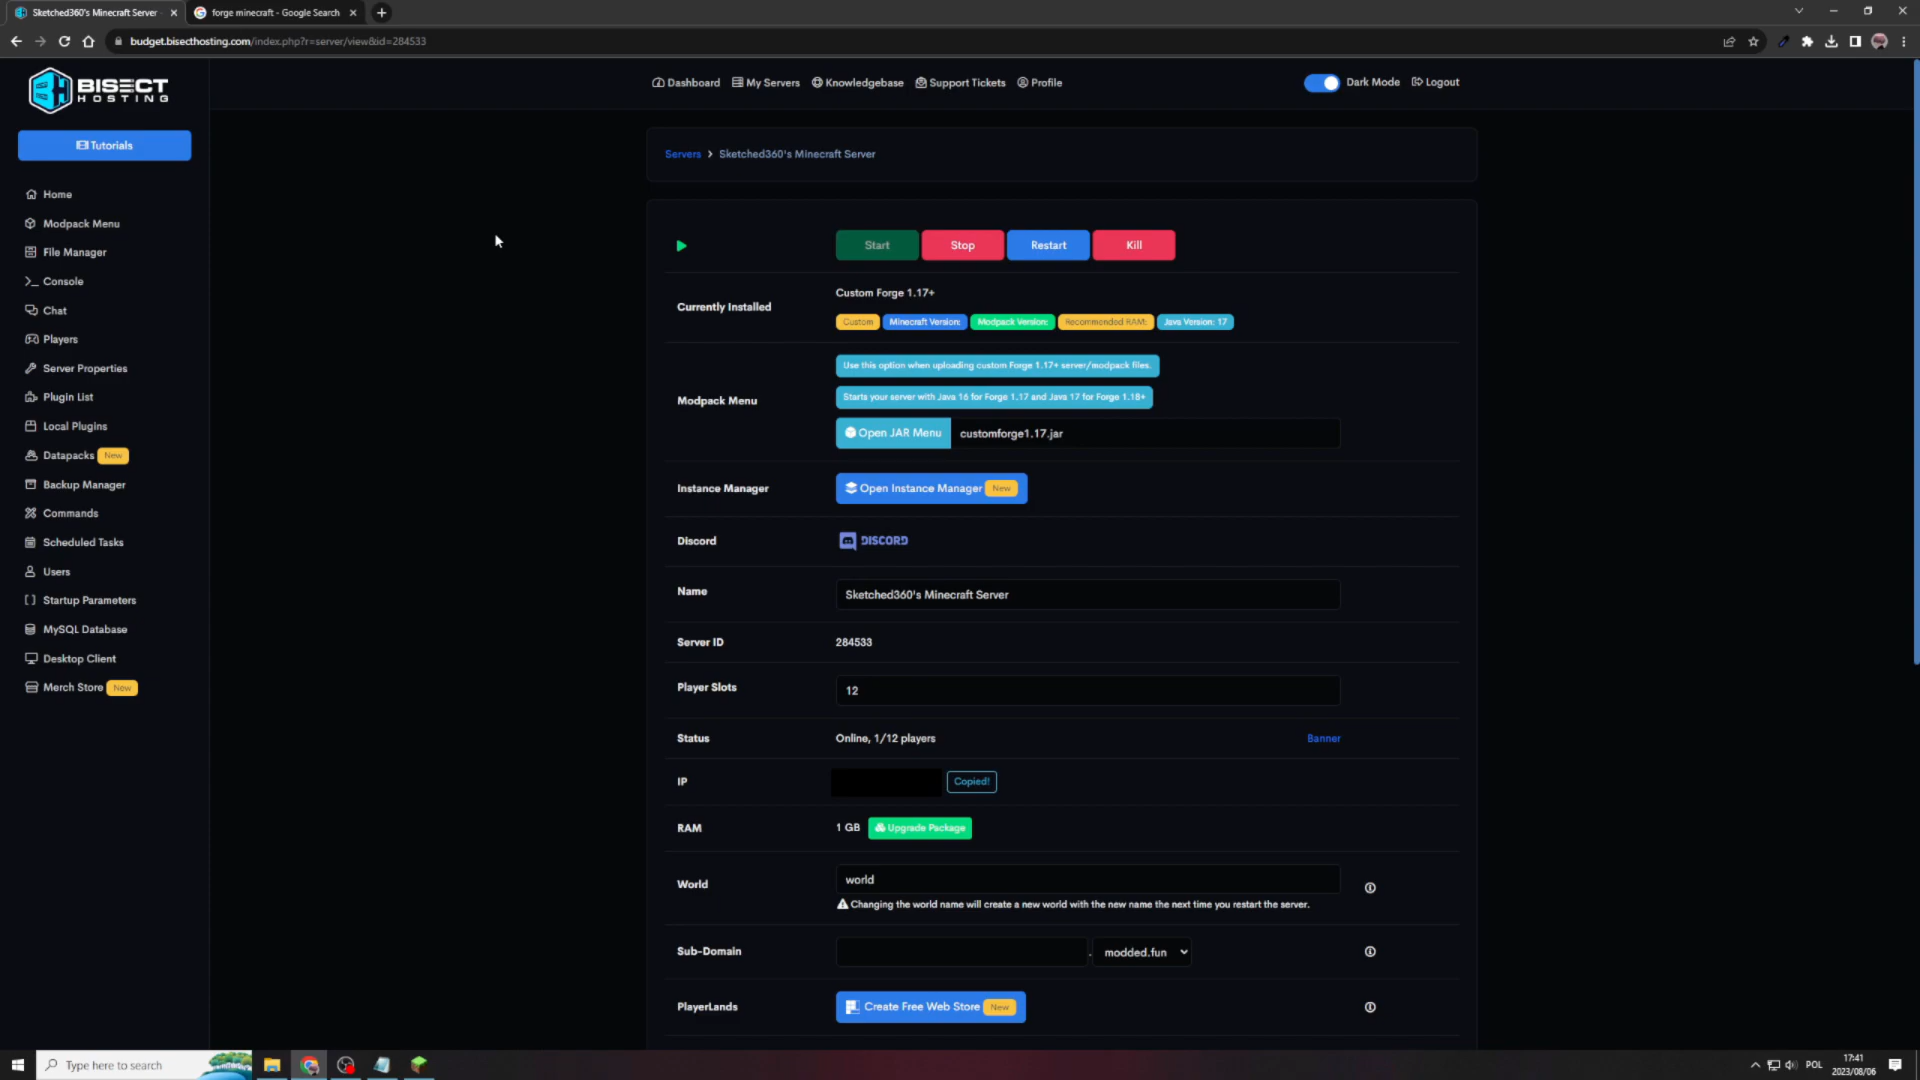 Sketched360's Minecraft Server
forge minecraft - Google Search
budget.bisecthosting.com/index.php?r=server/view&id=284533
BISECT
HOSTING
Dashboard
My Servers
Knowledgebase
Support Tickets
Profile
Dark Mode
Logout
Tutorials
Home
Modpack Menu
File Manager
Console
Chat
Players
Server Properties
Plugin List
Local Plugins
Datapacks New
Backup Manager
Commands
Scheduled Tasks
Users
Startup Parameters
MySQL Database
Desktop Client
Merch Store New
Servers > Sketched360's Minecraft Server
Start Stop Restart Kill
Currently Installed
Custom Forge 1.17+
Custom Minecraft Version: Modpack Version: Recommended RAM: Java Version: 17
Modpack Menu
Use this option when uploading custom Forge 1.17+ server/modpack files.
Starts your server with Java 16 for Forge 1.17 and Java 17 for Forge 1.18+
Open JAR Menu customforge1.17.jar
Instance Manager
Open Instance Manager New
Discord
DISCORD
Name
Sketched360's Minecraft Server
Server ID
284533
Player Slots
12
Status
Online, 1/12 players
Banner
IP
Copied!
RAM
1 GB Upgrade Package
World
world
Changing the world name will create a new world with the new name the next time you restart the server.
Sub-Domain
. modded.fun
PlayerLands
Create Free Web Store New
Type here to search
POL
17:41
2023/08/06